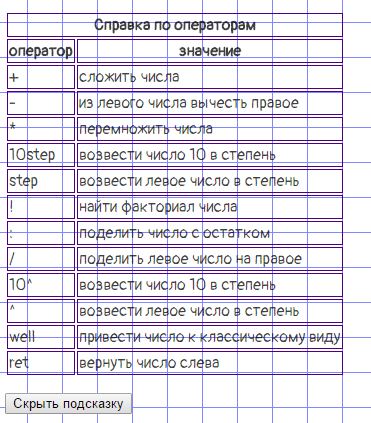 Справка по операторам
оператор значение
+ сложить числа
- из левого числа вычесть правое
* перемножить числа
10step возвести число 10 в степень
step возвести левое число в степень
! найти факториал числа
: поделить число с остатком
/ поделить левое число на правое
10^ возвести число 10 в степень
^ возвести левое число в степень
well привести число к классическому виду
ret вернуть число слева
Скрыть подсказку